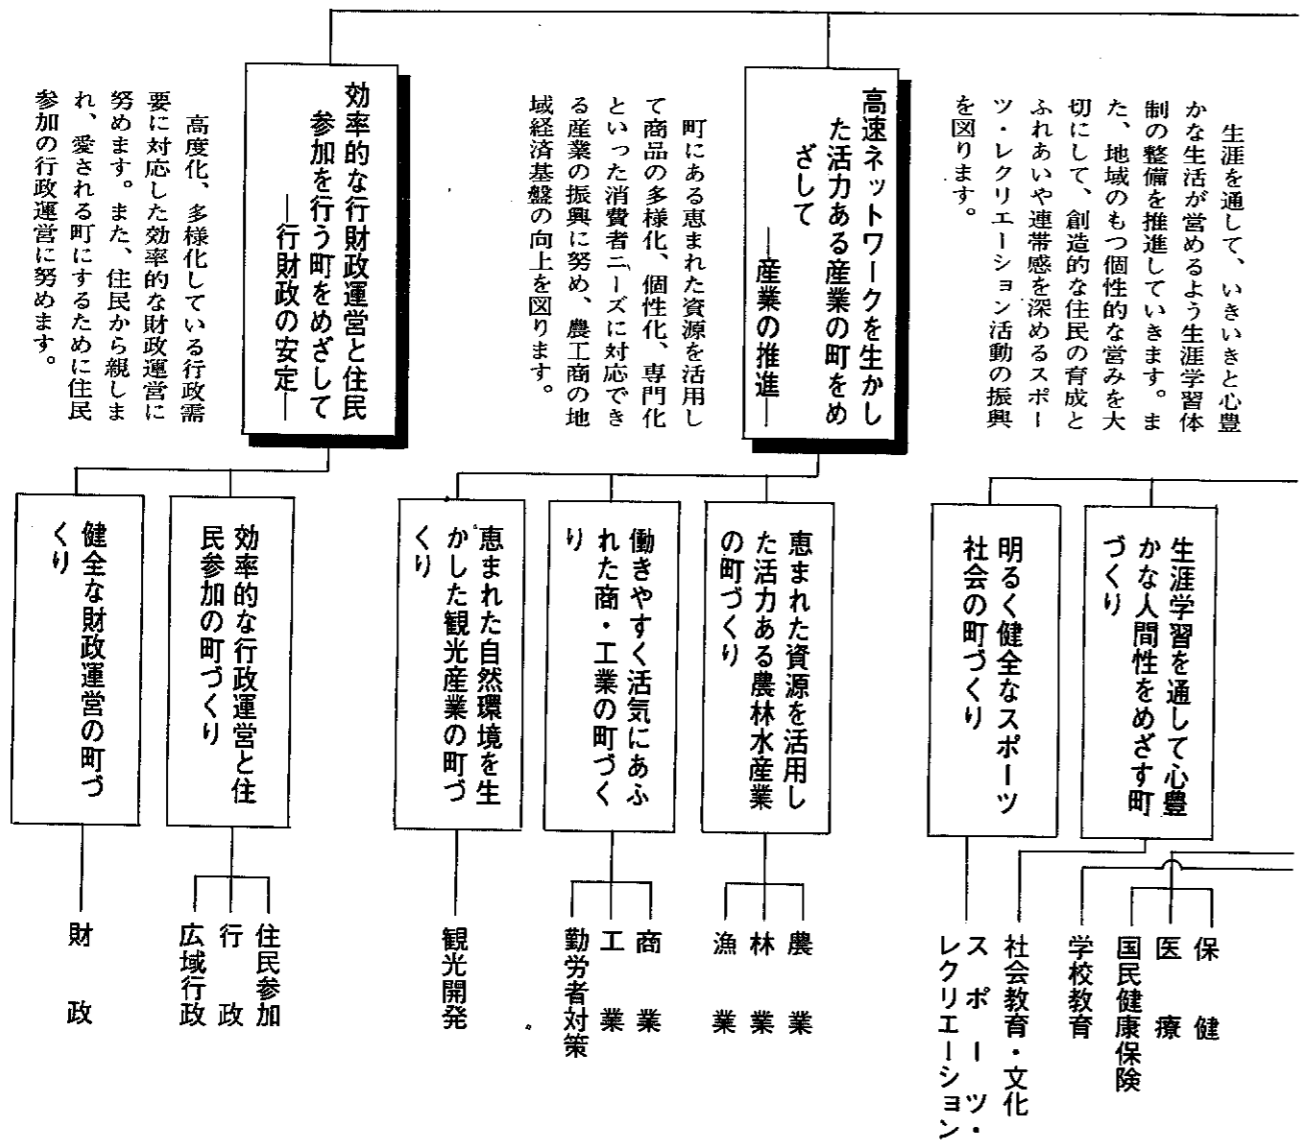 生涯を通して、いきいきと心豊
かな生活が営めるよう生涯学習体
制の整備を推進していきます。ま
た、地域のもつ個性的な営みを大
切にして、創造的な住民の育成と
ふれあいや連帯感を深めるスポー
ツ・レクリエーション活動の振興
を図ります。
生涯学習を通して心豊
かな人間性をめざす町
づくり
明るく健全なスポーツ
社会の町づくり
保健
医療
国民健康保険
学校教育
社会教育・文化
スポーツ・
レクリエーション
高速ネットワークを生かし
た活力ある産業の町をめ
ざして
―産業の推進―
町にある恵まれた資源を活用し
て商品の多様化、個性化、専門化
といった消費者ニーズに対応でき
る産業の振興に努め、農工商の地
域経済基盤の向上を図ります。
恵まれた資源を活用し
た活力ある農林水産業
の町づくり
農業
林業
漁業
働きやすく活気にあふ
れた商・工業の町づく
り
商業
工業
勤労者対策
恵まれた自然環境を生
かした観光産業の町づ
くり
観光開発
効率的な行財政運営と住民
参加を行う町をめざして
―行財政の安定―
高度化、多様化している行政需
要に対応した効率的な財政運営に
努めます。また、住民から親しま
れ、愛される町にするために住民
参加の行政運営に努めます。
効率的な行政運営と住
民参加の町づくり
住民参加
行政
広域行政
健全な財政運営の町づ
くり
財政